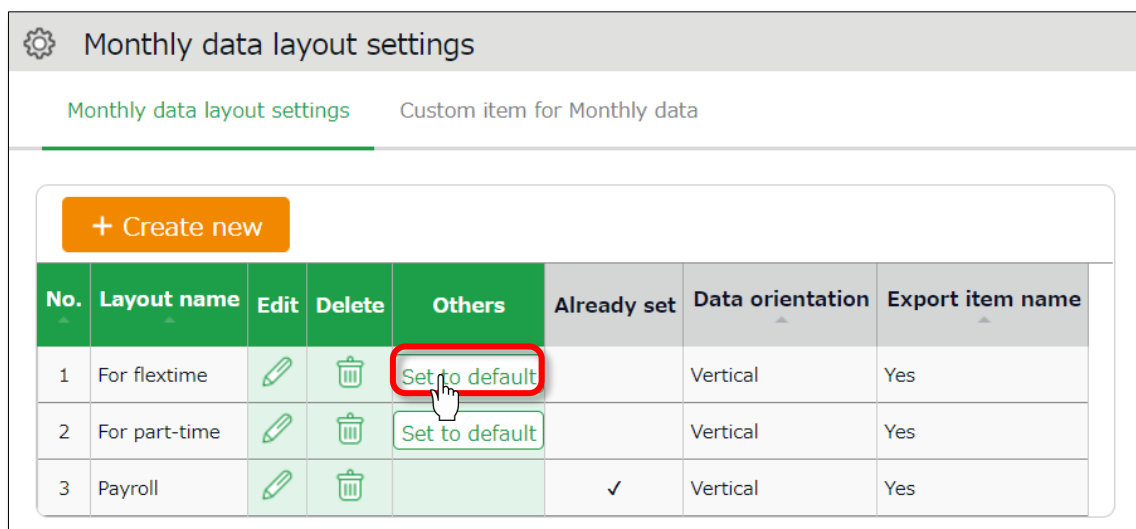 Monthly data layout settings
Monthly data layout settings Custom item for Monthly data
+ Create new
No. Layout name Edit Delete Others Already set Data orientation Export item name
1 For flextime Set to default Vertical Yes
2 For part-time Set to default Vertical Yes
3 Payroll ✓ Vertical Yes